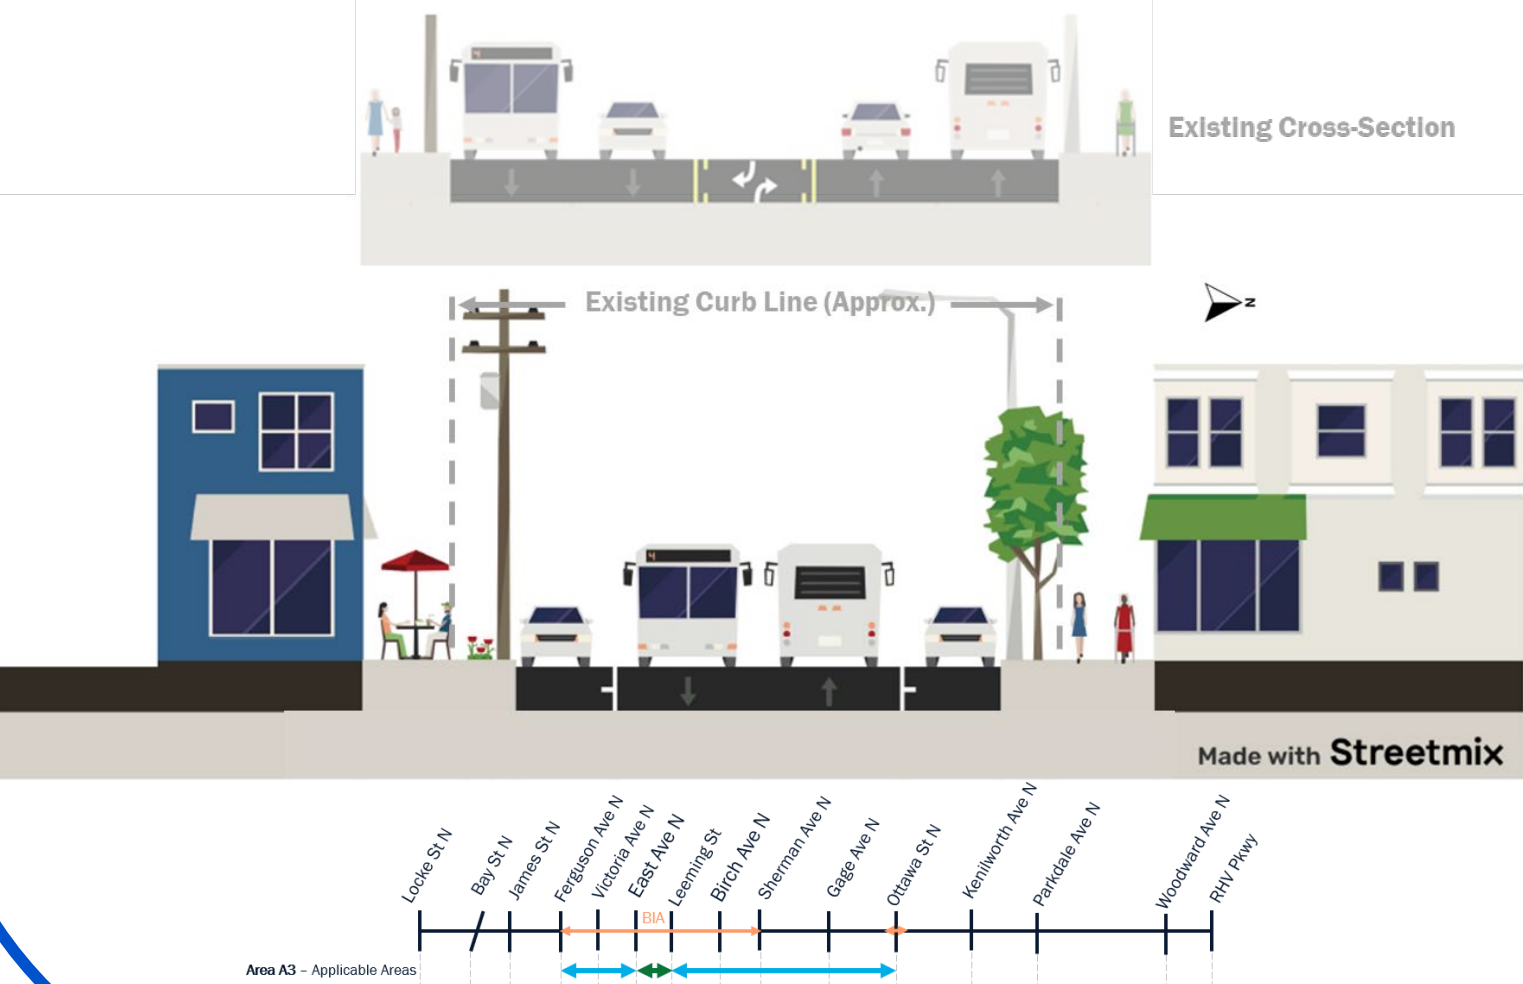 4
Existing Cross-Section
Existing Curb Line (Approx.)
N
4
Made with Streetmix
Locke St N
Bay St N
James St N
Ferguson Ave N
Victoria Ave N
East Ave N
Leeming St
Birch Ave N
Sherman Ave N
Gage Ave N
Ottawa St N
Kenilworth Ave N
Parkdale Ave N
Woodward Ave N
RHV Pkwy
BIA
Area A3 – Applicable Areas